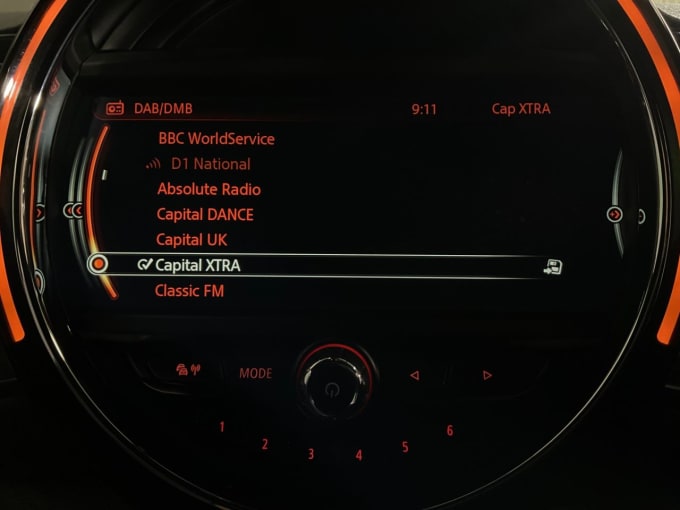 DAB/DMB 9:11 Cap XTRA
BBC WorldService
D1 National
Absolute Radio
Capital DANCE
Capital UK
Capital XTRA
Classic FM
MODE
1 2 3 4 5 6